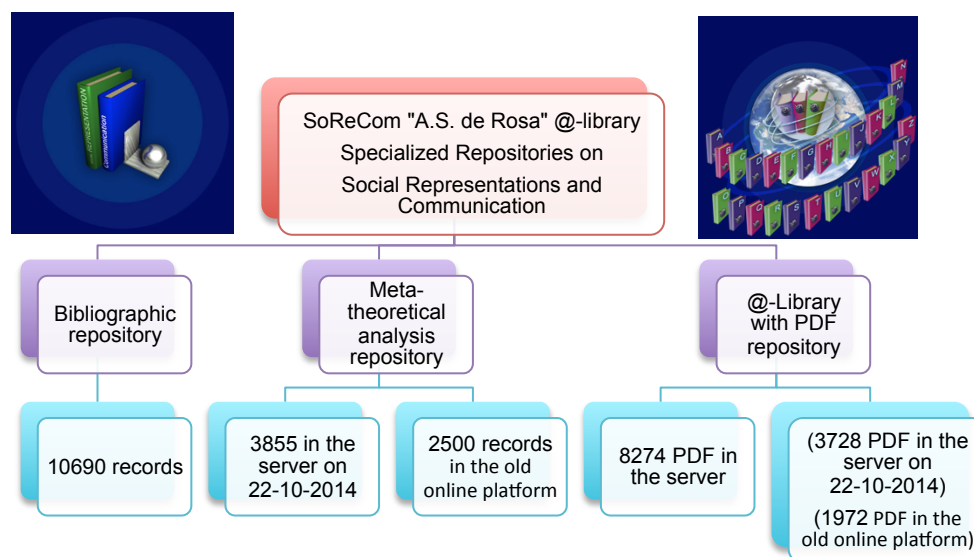 REPRESENTATION
Communication
A
B
C
D
E
F
G
H
I
J
K
L
M
N
O
P
Q
R
S
T
U
V
W
X
Y
Z
SoReCom "A.S. de Rosa" @-library
Specialized Repositories on
Social Representations and
Communication
Bibliographic
repository
Meta-
theoretical
analysis
repository
@-Library
with PDF
repository
10690 records
3855 in the
server on
22-10-2014
2500 records
in the old
online platform
8274 PDF in
the server
(3728 PDF in the
server on
22-10-2014)
(1972 PDF in the
old online platform)